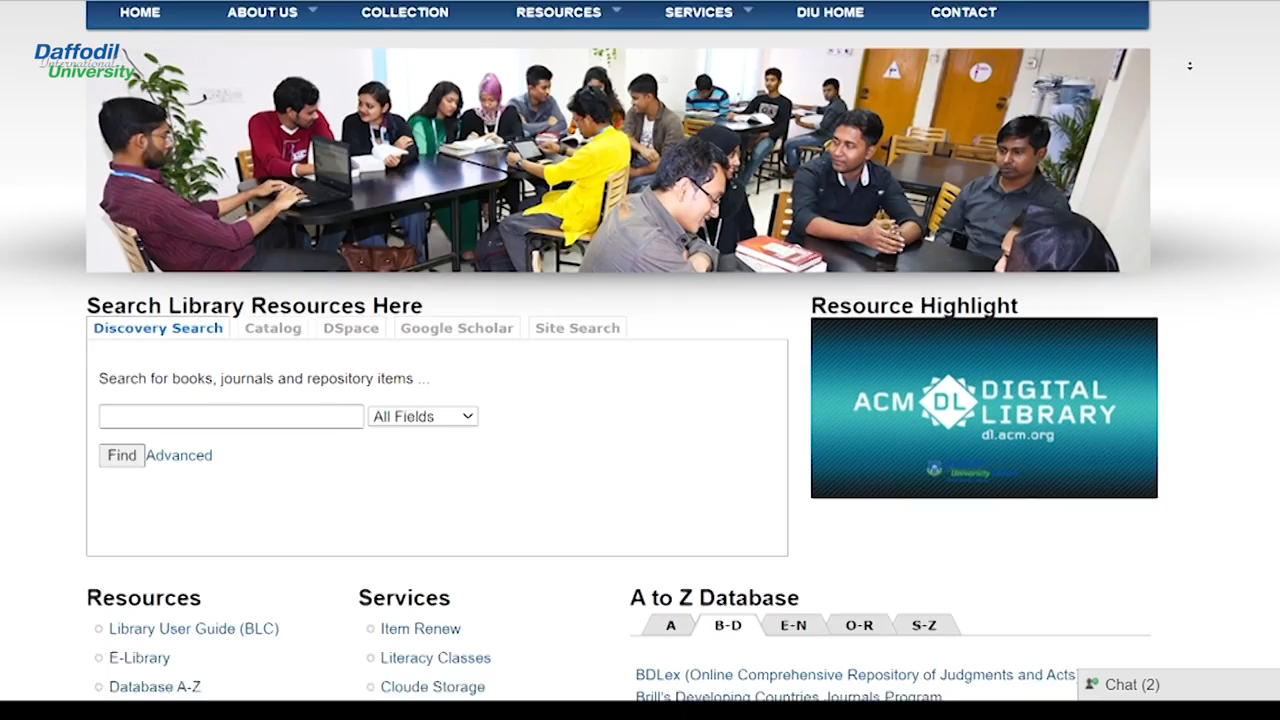 HOME ABOUT US COLLECTION RESOURCES SERVICES DIU HOME CONTACT
Daffodil
International
University
Search Library Resources Here
Discovery Search Catalog DSpace Google Scholar Site Search
Search for books, journals and repository items ...
All Fields
Find Advanced
Resource Highlight
ACM DL DIGITAL
LIBRARY
dl.acm.org
University
Resources
Library User Guide (BLC)
E-Library
Database A-Z
Services
Item Renew
Literacy Classes
Cloude Storage
A to Z Database
A B-D E-N O-R S-Z
BDLex (Online Comprehensive Repository of Judgments and Acts
Brill's Developing Countries Journals Program
Chat (2)